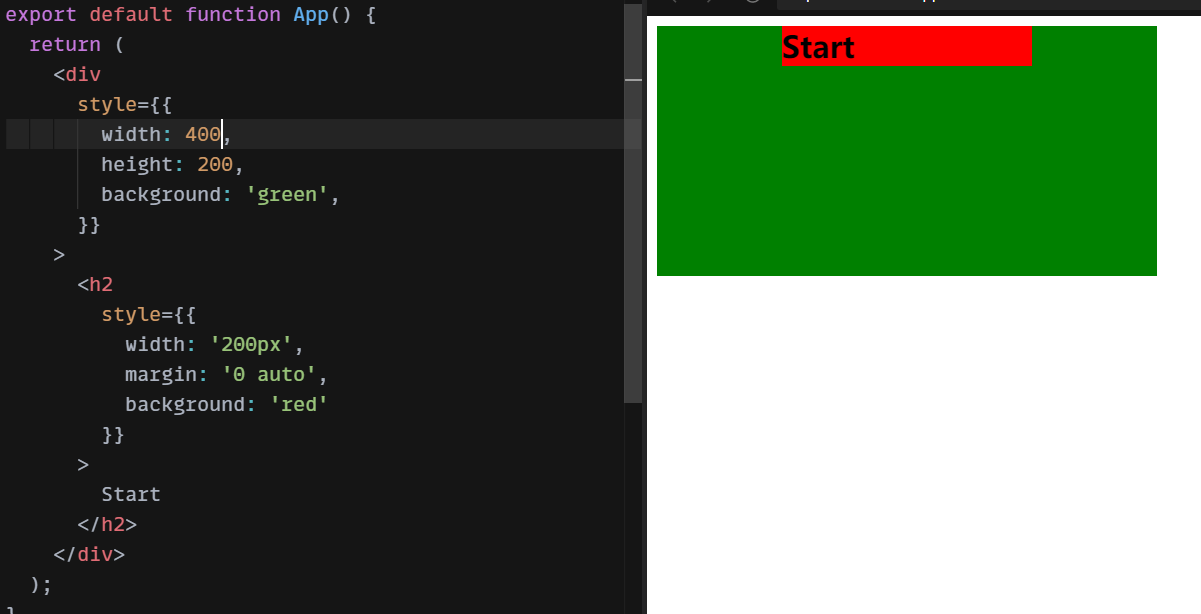 export default function App() {
return (
<div
style={{
width: 400,
height: 200,
background: 'green',
}}
>
<h2
style={{
width: '200px',
margin: '0 auto',
background: 'red'
}}
>
Start
</h2>
</div>
);
Start